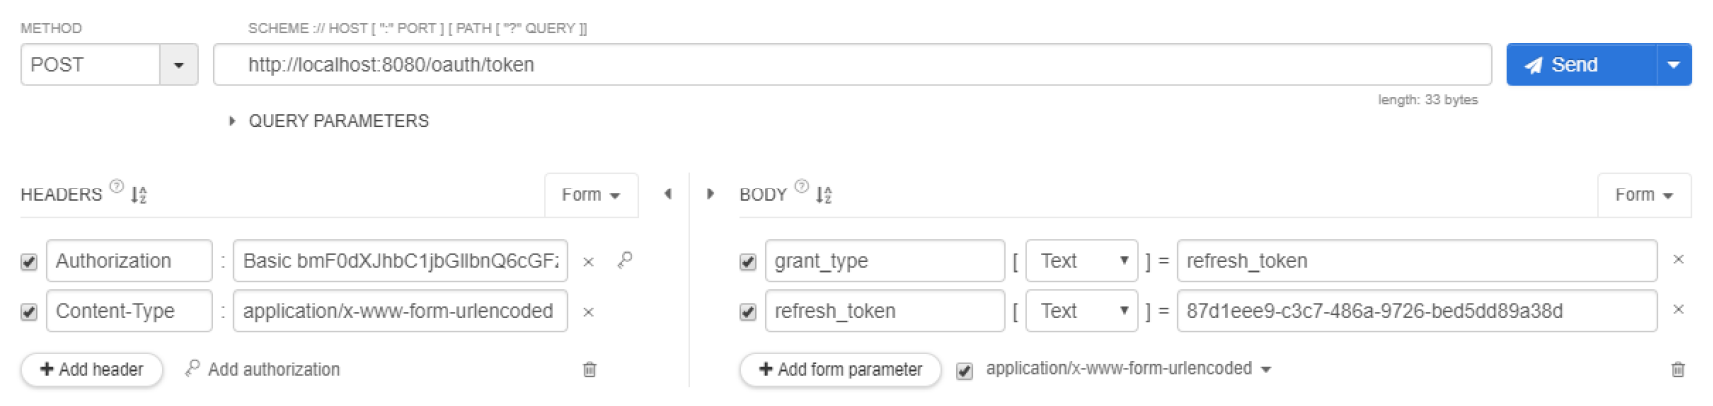 METHOD SCHEME :// HOST [ ":" PORT ] [ PATH [ "?" QUERY ]]
POST http://localhost:8080/oauth/token Send
length: 33 bytes
QUERY PARAMETERS
HEADERS ? Form BODY ? Form
Authorization : Basic bmF0dXJhbC1jbGllbnQ6cGFz × grant_type [ Text ] = refresh_token ×
Content-Type : application/x-www-form-urlencoded × refresh_token [ Text ] = 87d1eee9-c3c7-486a-9726-bed5dd89a38d ×
+ Add header Add authorization + Add form parameter application/x-www-form-urlencoded